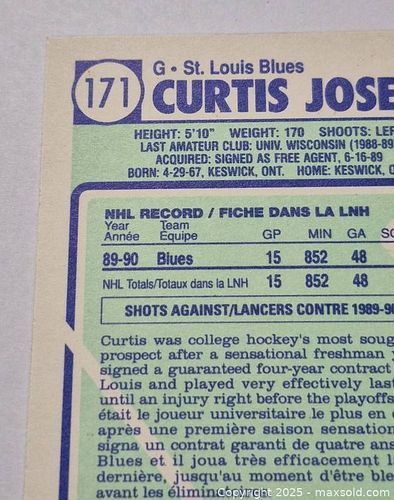 171
G • St. Louis Blues
CURTIS JOSE
HEIGHT: 5'10" WEIGHT: 170 SHOOTS: LEF
LAST AMATEUR CLUB: UNIV. WISCONSIN (1988-89
ACQUIRED: SIGNED AS FREE AGENT, 6-16-89
BORN: 4-29-67, KESWICK, ONT. HOME: KESWICK, O
NHL RECORD / FICHE DANS LA LNH
Year Team
Année Équipe GP MIN GA SO
89-90 Blues 15 852 48
NHL Totals/Totaux dans la LNH 15 852 48
SHOTS AGAINST/LANCERS CONTRE 1989-90
Curtis was college hockey's most soug
prospect after a sensational freshman y
signed a guaranteed four-year contract
Louis and played very effectively last
until an injury right before the playoffs
était le joueur universitaire le plus en
après une première saison sensation
signa un contrat garanti de quatre ans
Blues et il joua très efficacement la
dernière, jusqu'au moment d'être ble
avant les élimina
Copyright © 2025 - maxsold.com